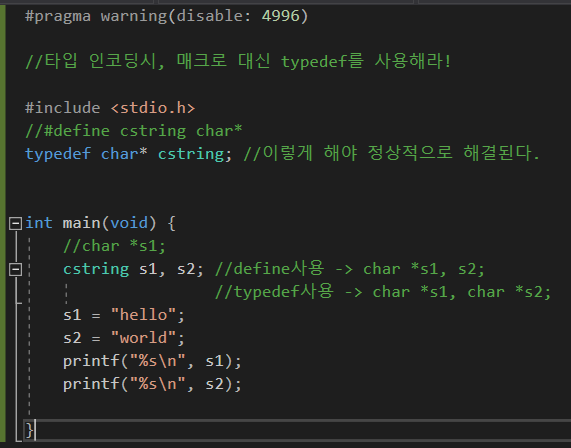 #pragma warning(disable: 4996)
//타입 인코딩시, 매크로 대신 typedef를 사용해라!
#include <stdio.h>
//#define cstring char*
typedef char* cstring; //이렇게 해야 정상적으로 해결된다.
int main(void) {
//char *s1;
cstring s1, s2; //define사용 -> char *s1, s2;
//typedef사용 -> char *s1, char *s2;
s1 = "hello";
s2 = "world";
printf("%s\n", s1);
printf("%s\n", s2);
}